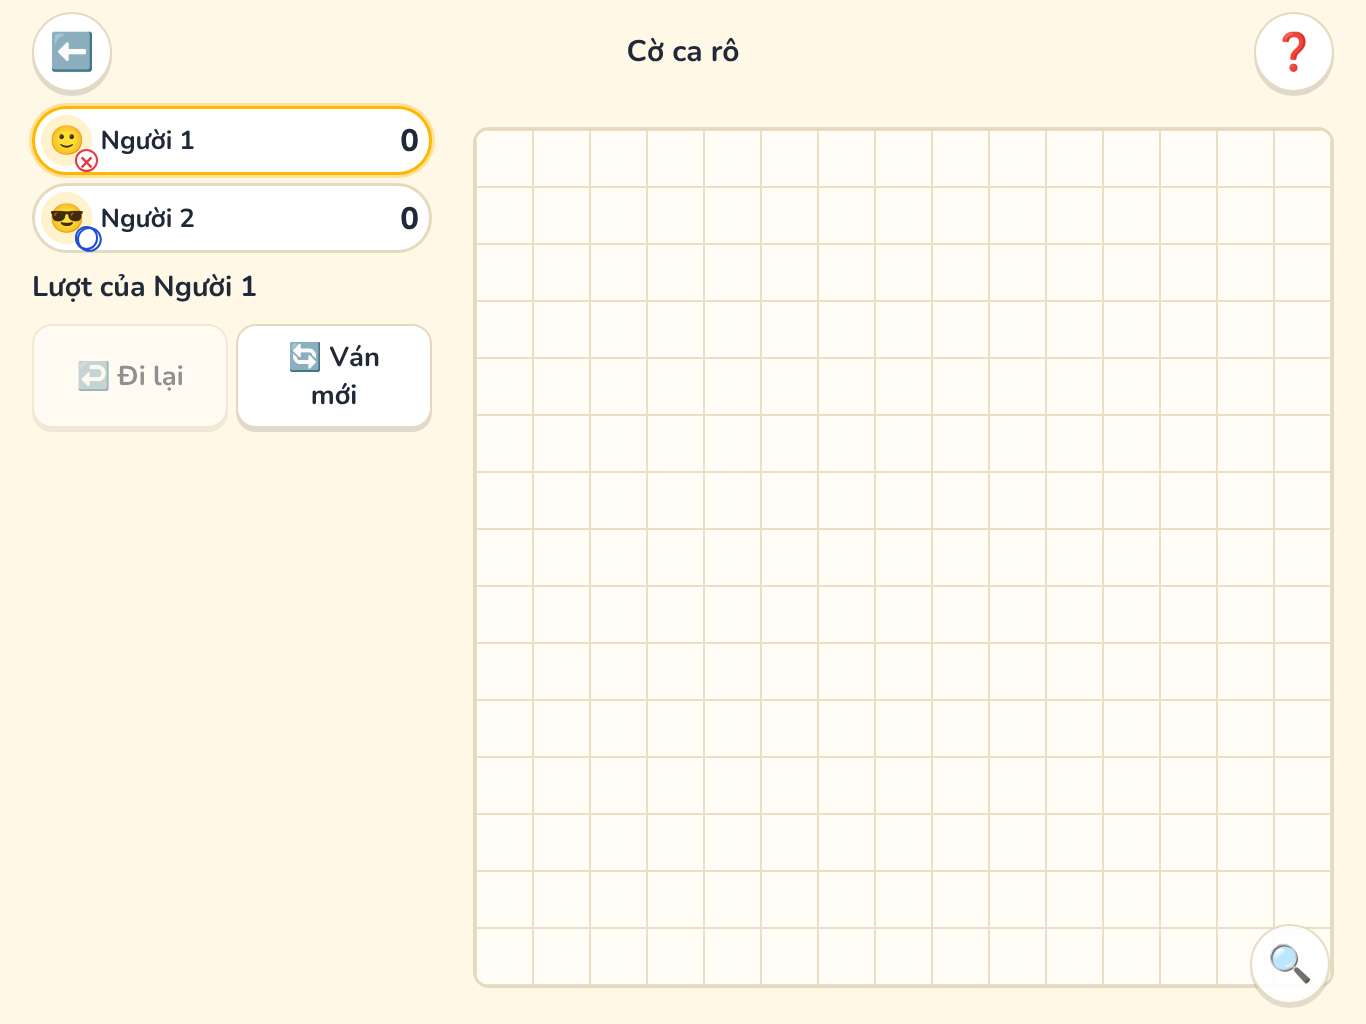 Cờ ca rô
Người 1 0
Người 2 0
Lượt của Người 1
Đi lại
Ván
mới